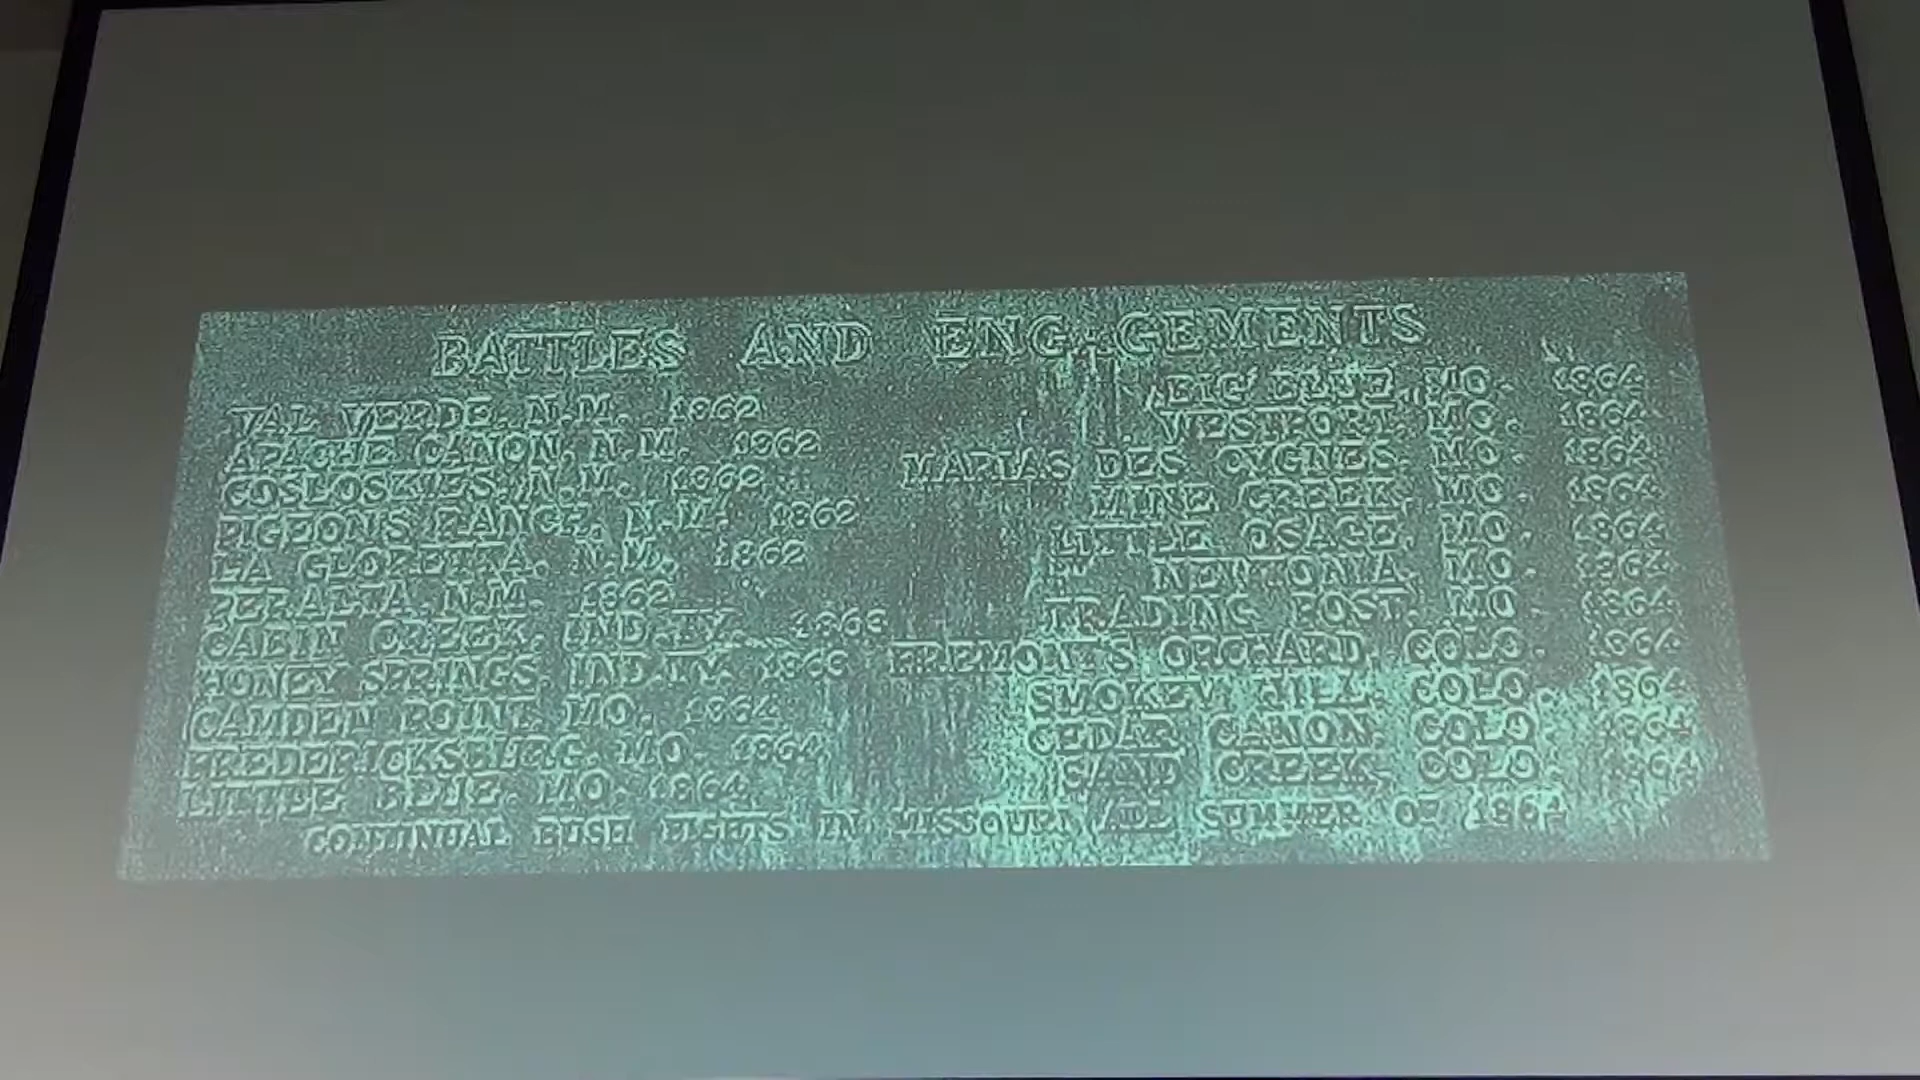 BATTLES AND ENGAGEMENTS
VAL VERDE, N.M. 1862
APACHE CANON, N.M. 1862
COSLOSKIES, N.M. 1862
PIGEON'S RANCH, N.M. 1862
LA GLORETTA, N.M. 1862
PERALTA, N.M. 1862
CABIN CREEK, IND. TY. 1863
HONEY SPRINGS, IND. TY. 1863
CAMDEN POINT, MO. 1864
FREDERICKSBERG, MO. 1864
LITTLE BLUE, MO. 1864
BIG BLUE, MO. 1864
WESTPORT, MO. 1864
MARIAS DES CYGNES, MO. 1864
MINE CREEK, MO. 1864
LITTLE OSAGE, MO. 1864
NEWTONIA, MO. 1864
TRADING POST, MO. 1864
FREMONT'S ORCHARD, COLO. 1864
SMOKEY HILL, COLO. 1864
CEDAR CANON, COLO. 1864
SAND CREEK, COLO. 1864
CONTINUAL BUSH FIGHTS IN MISSOURI ALL SUMMER OF 1864